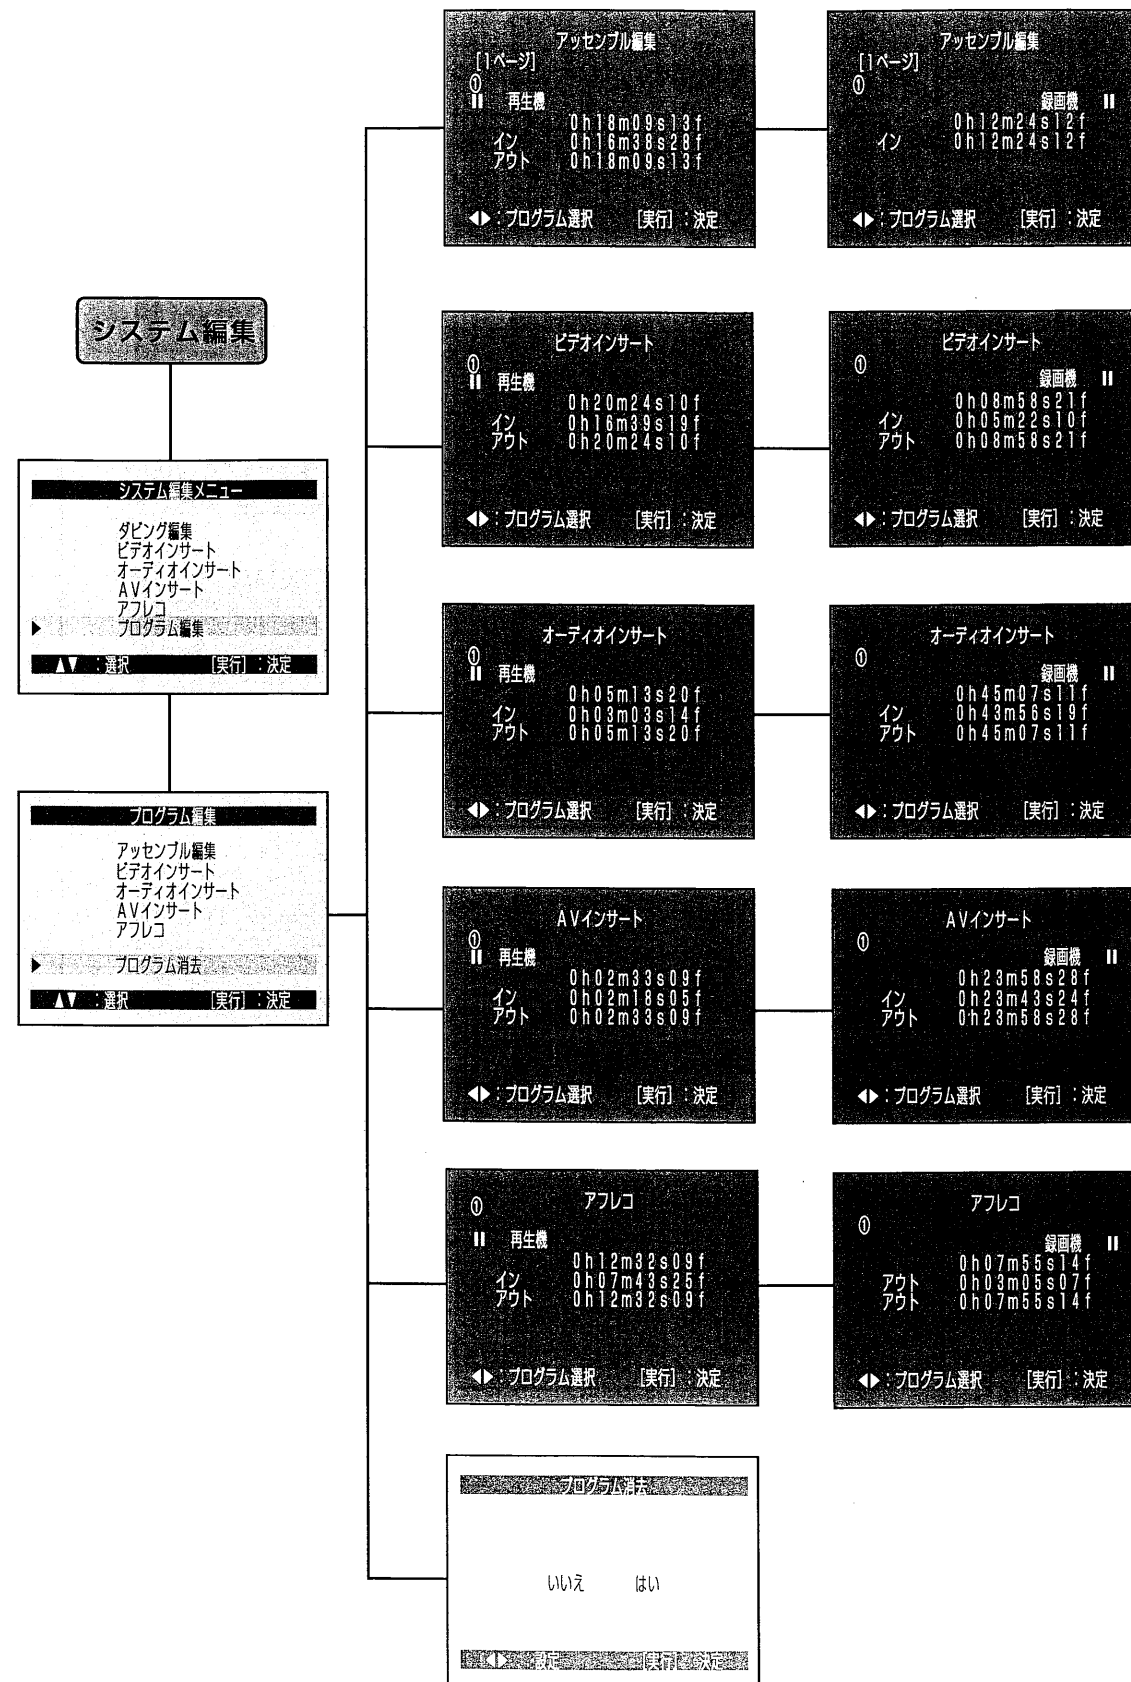 システム編集
システム編集メニュー
ダビング編集
ビデオインサート
オーディオインサート
AVインサート
アフレコ
▶ プログラム編集
▲▼ :選択 [実行] :決定
プログラム編集
アッセンブル編集
ビデオインサート
オーディオインサート
AVインサート
アフレコ
▶ プログラム消去
▲▼ :選択 [実行] :決定
アッセンブル編集
[1ページ]
①
再生機
0h18m09s13f
イン 0h16m38s28f
アウト 0h18m09s13f
◀▶:プログラム選択 [実行] :決定
アッセンブル編集
[1ページ]
①
録画機
0h12m24s12f
イン 0h12m24s12f
◀▶:プログラム選択 [実行] :決定
ビデオインサート
①
再生機
0h20m24s10f
イン 0h16m39s19f
アウト 0h20m24s10f
◀▶:プログラム選択 [実行] :決定
ビデオインサート
①
録画機
0h08m58s21f
イン 0h05m22s10f
アウト 0h08m58s21f
◀▶:プログラム選択 [実行] :決定
オーディオインサート
①
再生機
0h05m13s20f
イン 0h03m03s14f
アウト 0h05m13s20f
◀▶:プログラム選択 [実行] :決定
オーディオインサート
①
録画機
0h45m07s11f
イン 0h43m56s19f
アウト 0h45m07s11f
◀▶:プログラム選択 [実行] :決定
AVインサート
①
再生機
0h02m33s09f
イン 0h02m18s05f
アウト 0h02m33s09f
◀▶:プログラム選択 [実行] :決定
AVインサート
①
録画機
0h23m58s28f
イン 0h23m43s24f
アウト 0h23m58s28f
◀▶:プログラム選択 [実行] :決定
アフレコ
①
再生機
0h12m32s09f
イン 0h07m43s25f
アウト 0h12m32s09f
◀▶:プログラム選択 [実行] :決定
アフレコ
①
録画機
0h07m55s14f
アウト 0h03m05s07f
アウト 0h07m55s14f
◀▶:プログラム選択 [実行] :決定
プログラム消去
いいえ はい
◀▶ :設定 [実行] :決定